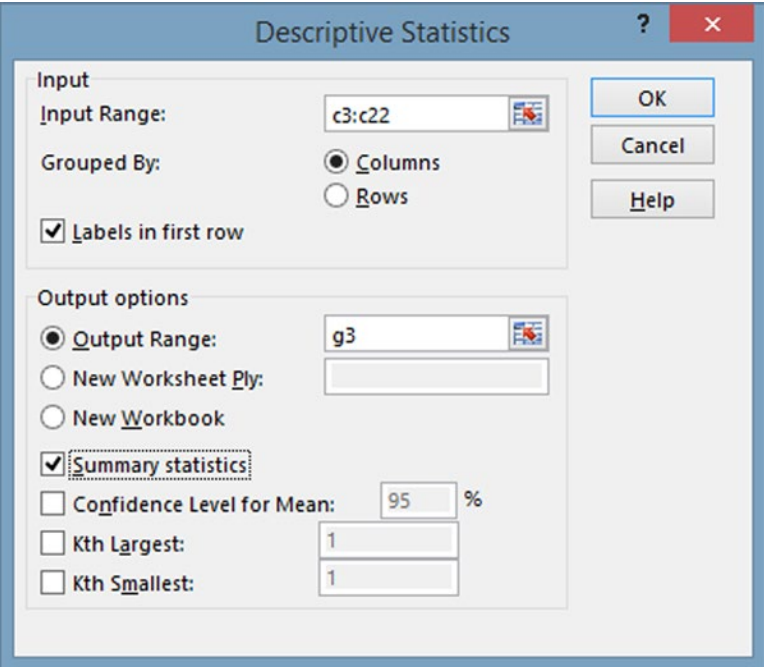 Descriptive Statistics
?
×
Input
Input Range:
c3:c22
Grouped By:
Columns
Rows
Labels in first row
OK
Cancel
Help
Output options
Output Range:
g3
New Worksheet Ply:
New Workbook
Summary statistics
Confidence Level for Mean:
95
%
Kth Largest:
1
Kth Smallest:
1